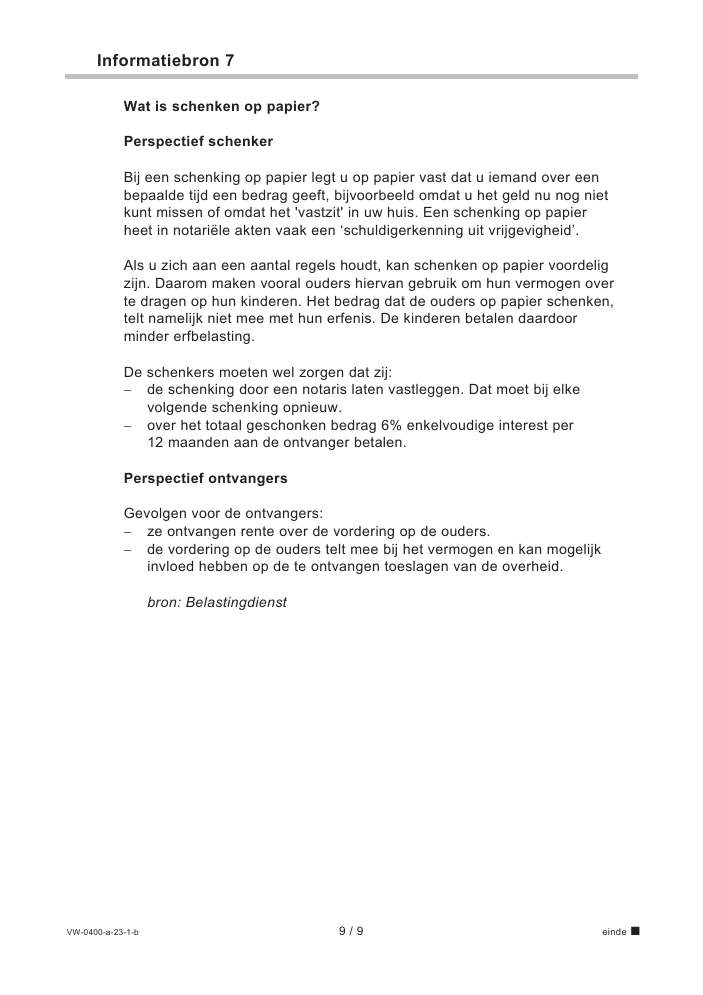 Informatiebron 7
Wat is schenken op papier?
Perspectief schenker
Bij een schenking op papier legt u op papier vast dat u iemand over een
bepaalde tijd een bedrag geeft, bijvoorbeeld omdat u het geld nu nog niet
kunt missen of omdat het 'vastzit' in uw huis. Een schenking op papier
heet in notariële akten vaak een ‘schuldigerkenning uit vrijgevigheid’.
Als u zich aan een aantal regels houdt, kan schenken op papier voordelig
zijn. Daarom maken vooral ouders hiervan gebruik om hun vermogen over
te dragen op hun kinderen. Het bedrag dat de ouders op papier schenken,
telt namelijk niet mee met hun erfenis. De kinderen betalen daardoor
minder erfbelasting.
De schenkers moeten wel zorgen dat zij:
– de schenking door een notaris laten vastleggen. Dat moet bij elke
volgende schenking opnieuw.
– over het totaal geschonken bedrag 6% enkelvoudige interest per
12 maanden aan de ontvanger betalen.
Perspectief ontvangers
Gevolgen voor de ontvangers:
– ze ontvangen rente over de vordering op de ouders.
– de vordering op de ouders telt mee bij het vermogen en kan mogelijk
invloed hebben op de te ontvangen toeslagen van de overheid.
bron: Belastingdienst
VW-0400-a-23-1-b
9 / 9
einde ■